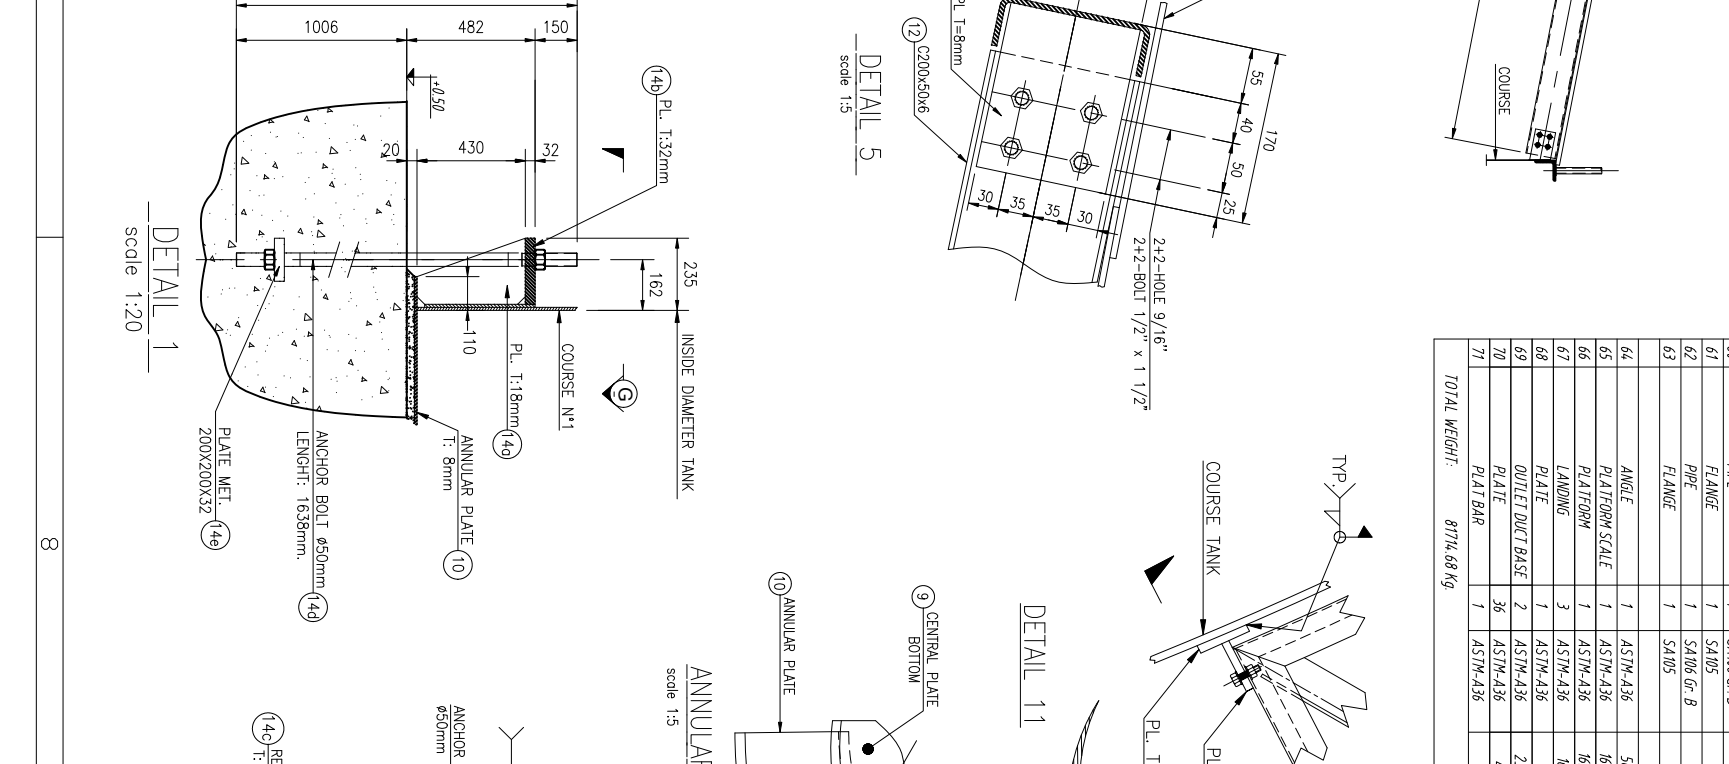 1006
482
150
+0.50
20
430
32
14b
PL. T:32mm
235
162
110
INSIDE DIAMETER TANK
COURSE N°1
G
PL. T:18mm
14a
ANNULAR PLATE
T: 8mm
10
ANCHOR BOLT ø50mm
LENGHT: 1638mm.
14d
PLATE MET.
200X200X32
14e
DETAIL 1
scale 1:20
8
PL T=8mm
12
C200x50x6
DETAIL 5
scale 1:5
55
40
50
25
170
30
35
35
30
2+2-HOLE 9/16"
2+2-BOLT 1/2" x 1 1/2"
COURSE
61 FLANGE 1 SA105
62 PIPE 1 SA106 Gr. B
63 FLANGE 1 SA105
64 ANGLE 1 ASTM-A36
65 PLATFORM SCALE 1 ASTM-A36
66 PLATFORM 1 ASTM-A36
67 LANDING 3 ASTM-A36
68 PLATE 1 ASTM-A36
69 OUTLET DUCT BASE 2 ASTM-A36
70 PLATE 36 ASTM-A36
71 PLAT BAR 1 ASTM-A36
TOTAL WEIGHT: 81714.68 Kg.
TYP.
COURSE TANK
PL. T
PL
DETAIL 11
9
CENTRAL PLATE
BOTTOM
10
ANNULAR PLATE
ANNULAR
scale 1:5
ANCHOR
ø50mm
14c
RE
T: